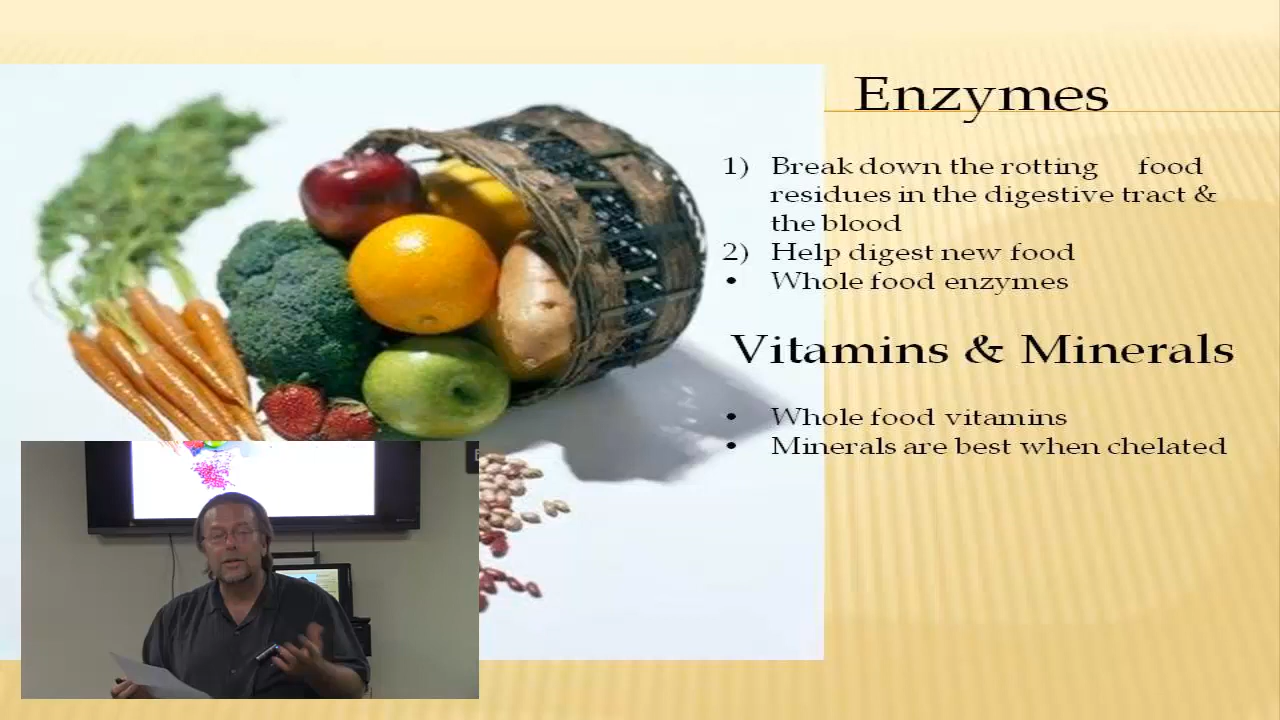 Enzymes
1) Break down the rotting food
residues in the digestive tract &
the blood
2) Help digest new food
• Whole food enzymes
Vitamins & Minerals
• Whole food vitamins
• Minerals are best when chelated